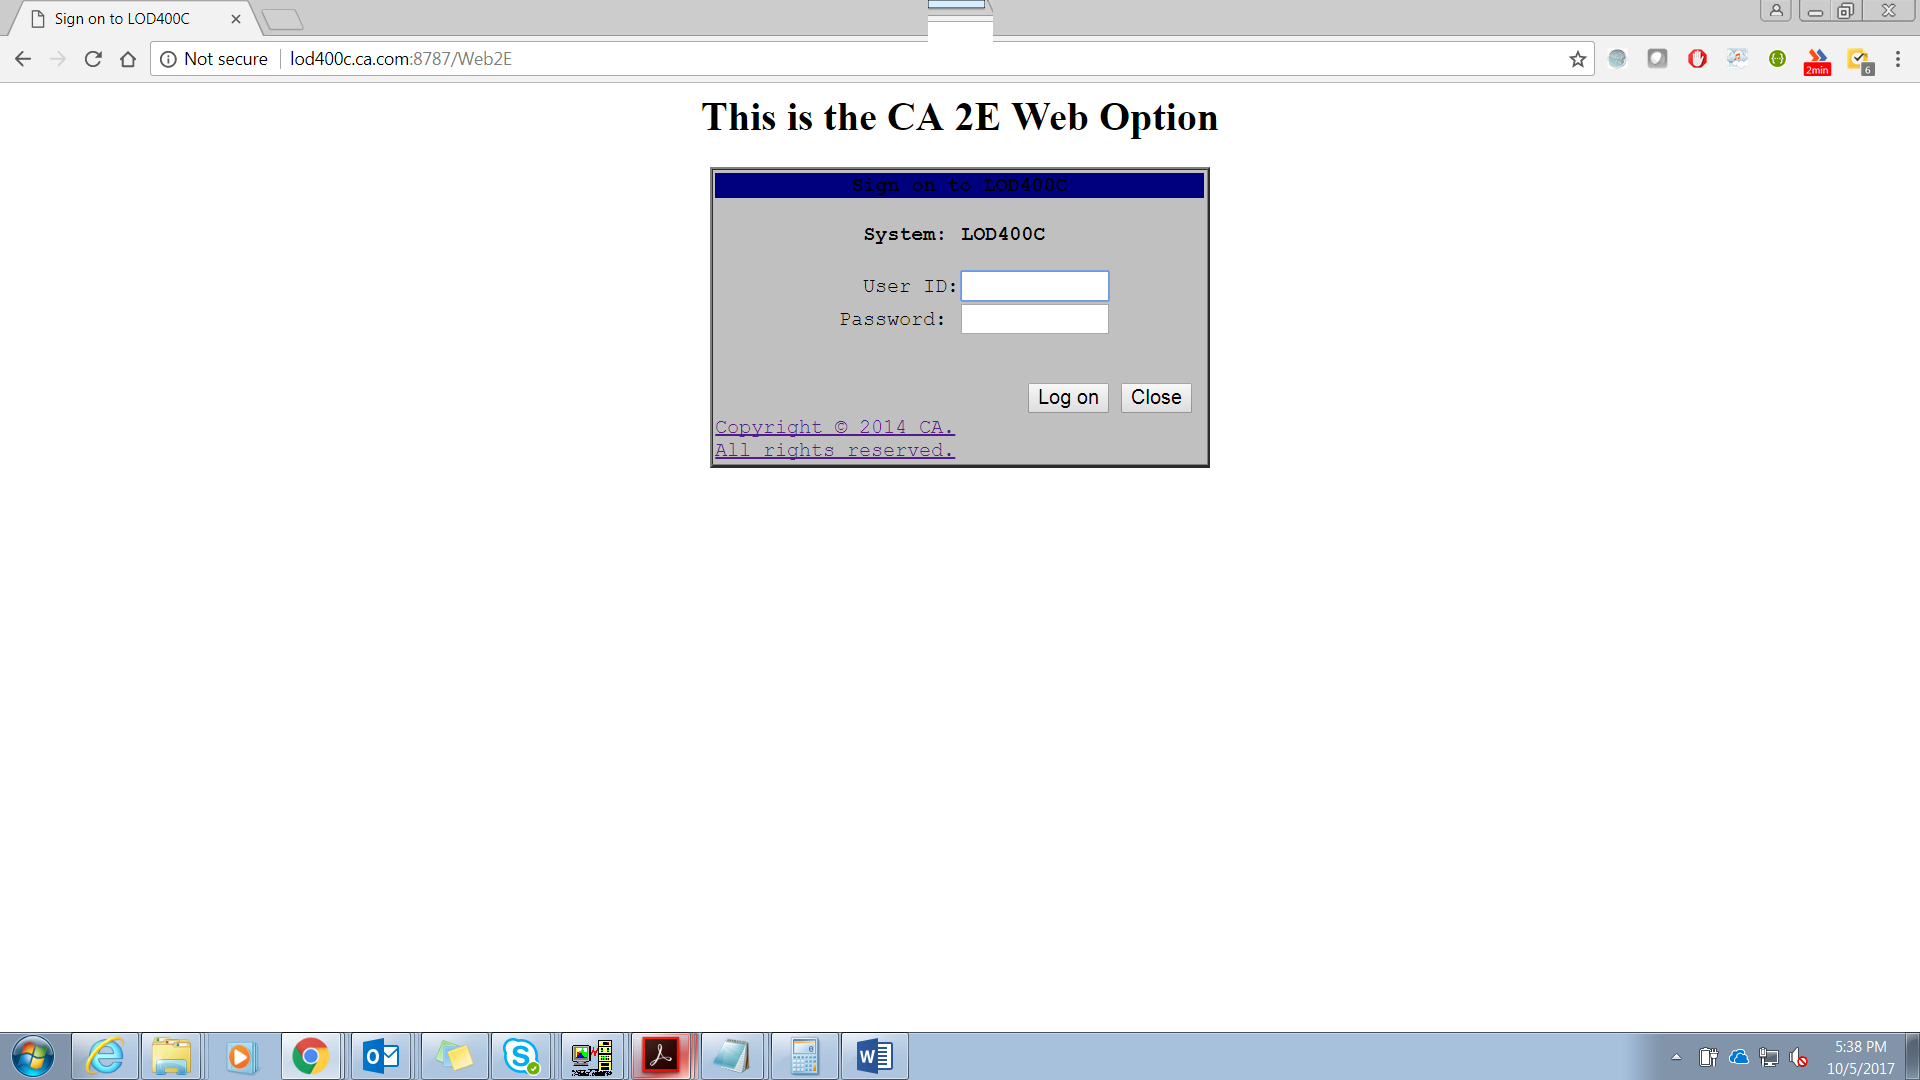 Sign on to LOD400C
Not secure lod400c.ca.com:8787/Web2E
2min
6
This is the CA 2E Web Option
Sign on to LOD400C
System: LOD400C
User ID:
Password:
Log on Close
Copyright © 2014 CA.
All rights reserved.
5:38 PM
10/5/2017